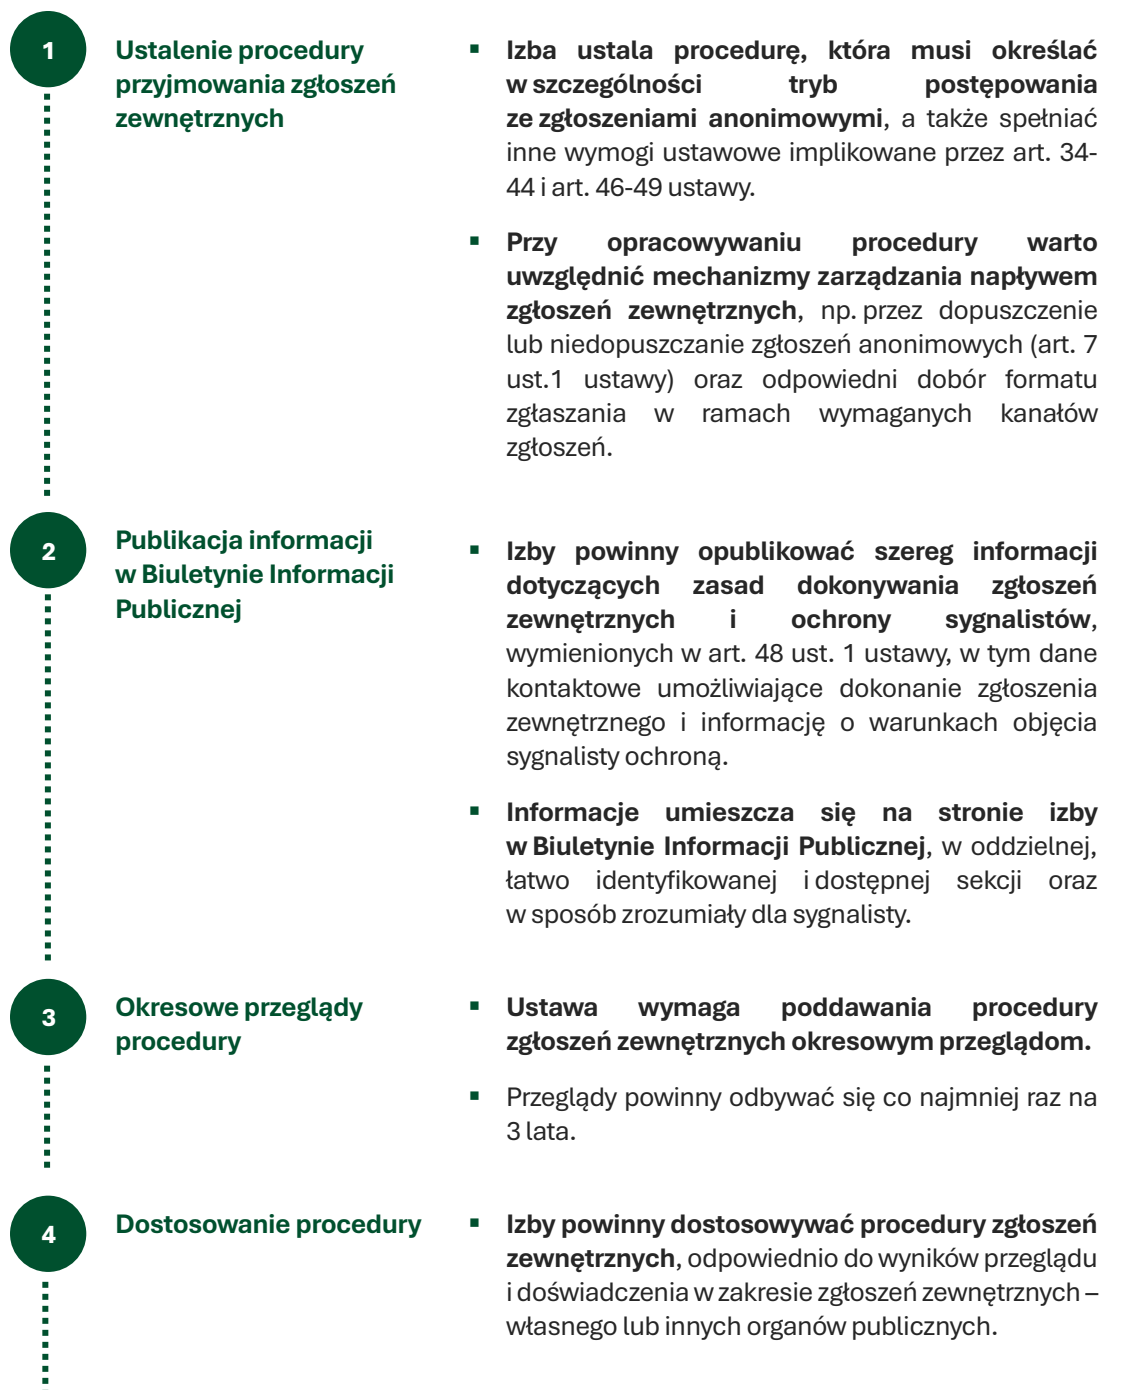 1
Ustalenie procedury
przyjmowania zgłoszeń
zewnętrznych
▪ Izba ustala procedurę, która musi określać
w szczególności tryb postępowania
ze zgłoszeniami anonimowymi, a także spełniać
inne wymogi ustawowe implikowane przez art. 34-
44 i art. 46-49 ustawy.
▪ Przy opracowywaniu procedury warto
uwzględnić mechanizmy zarządzania napływem
zgłoszeń zewnętrznych, np. przez dopuszczenie
lub niedopuszczanie zgłoszeń anonimowych (art. 7
ust.1 ustawy) oraz odpowiedni dobór formatu
zgłaszania w ramach wymaganych kanałów
zgłoszeń.
2
Publikacja informacji
w Biuletynie Informacji
Publicznej
▪ Izby powinny opublikować szereg informacji
dotyczących zasad dokonywania zgłoszeń
zewnętrznych i ochrony sygnalistów,
wymienionych w art. 48 ust. 1 ustawy, w tym dane
kontaktowe umożliwiające dokonanie zgłoszenia
zewnętrznego i informację o warunkach objęcia
sygnalisty ochroną.
▪ Informacje umieszcza się na stronie izby
w Biuletynie Informacji Publicznej, w oddzielnej,
łatwo identyfikowanej i dostępnej sekcji oraz
w sposób zrozumiały dla sygnalisty.
3
Okresowe przeglądy
procedury
▪ Ustawa wymaga poddawania procedury
zgłoszeń zewnętrznych okresowym przeglądom.
▪ Przeglądy powinny odbywać się co najmniej raz na
3 lata.
4
Dostosowanie procedury
▪ Izby powinny dostosowywać procedury zgłoszeń
zewnętrznych, odpowiednio do wyników przeglądu
i doświadczenia w zakresie zgłoszeń zewnętrznych –
własnego lub innych organów publicznych.